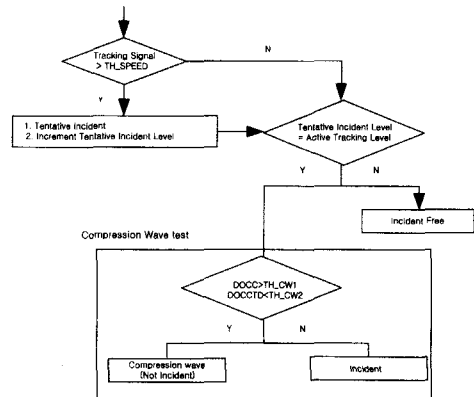 Tracking Signal
> TH_SPEED
N
Y
1. Tentative Incident
2. Increment Tentative Incident Level
Tentative Incident Level
= Active Tracking Level
Y
N
Incident Free
Compression Wave test
DOCC>TH_CW1
DOCCTD<TH_CW2
Y
N
Compression wave
(Not Incident)
Incident